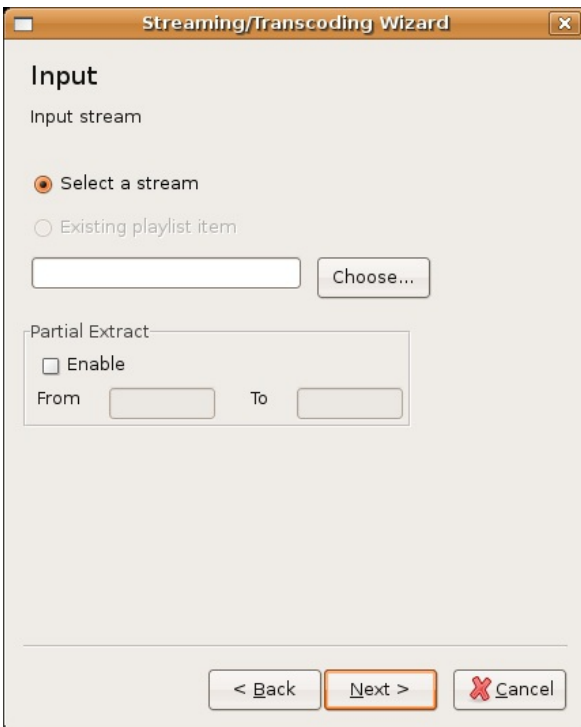 Streaming/Transcoding Wizard
Input
Input stream
Select a stream
Existing playlist item
Choose...
Partial Extract
Enable
From To
< Back Next > Cancel